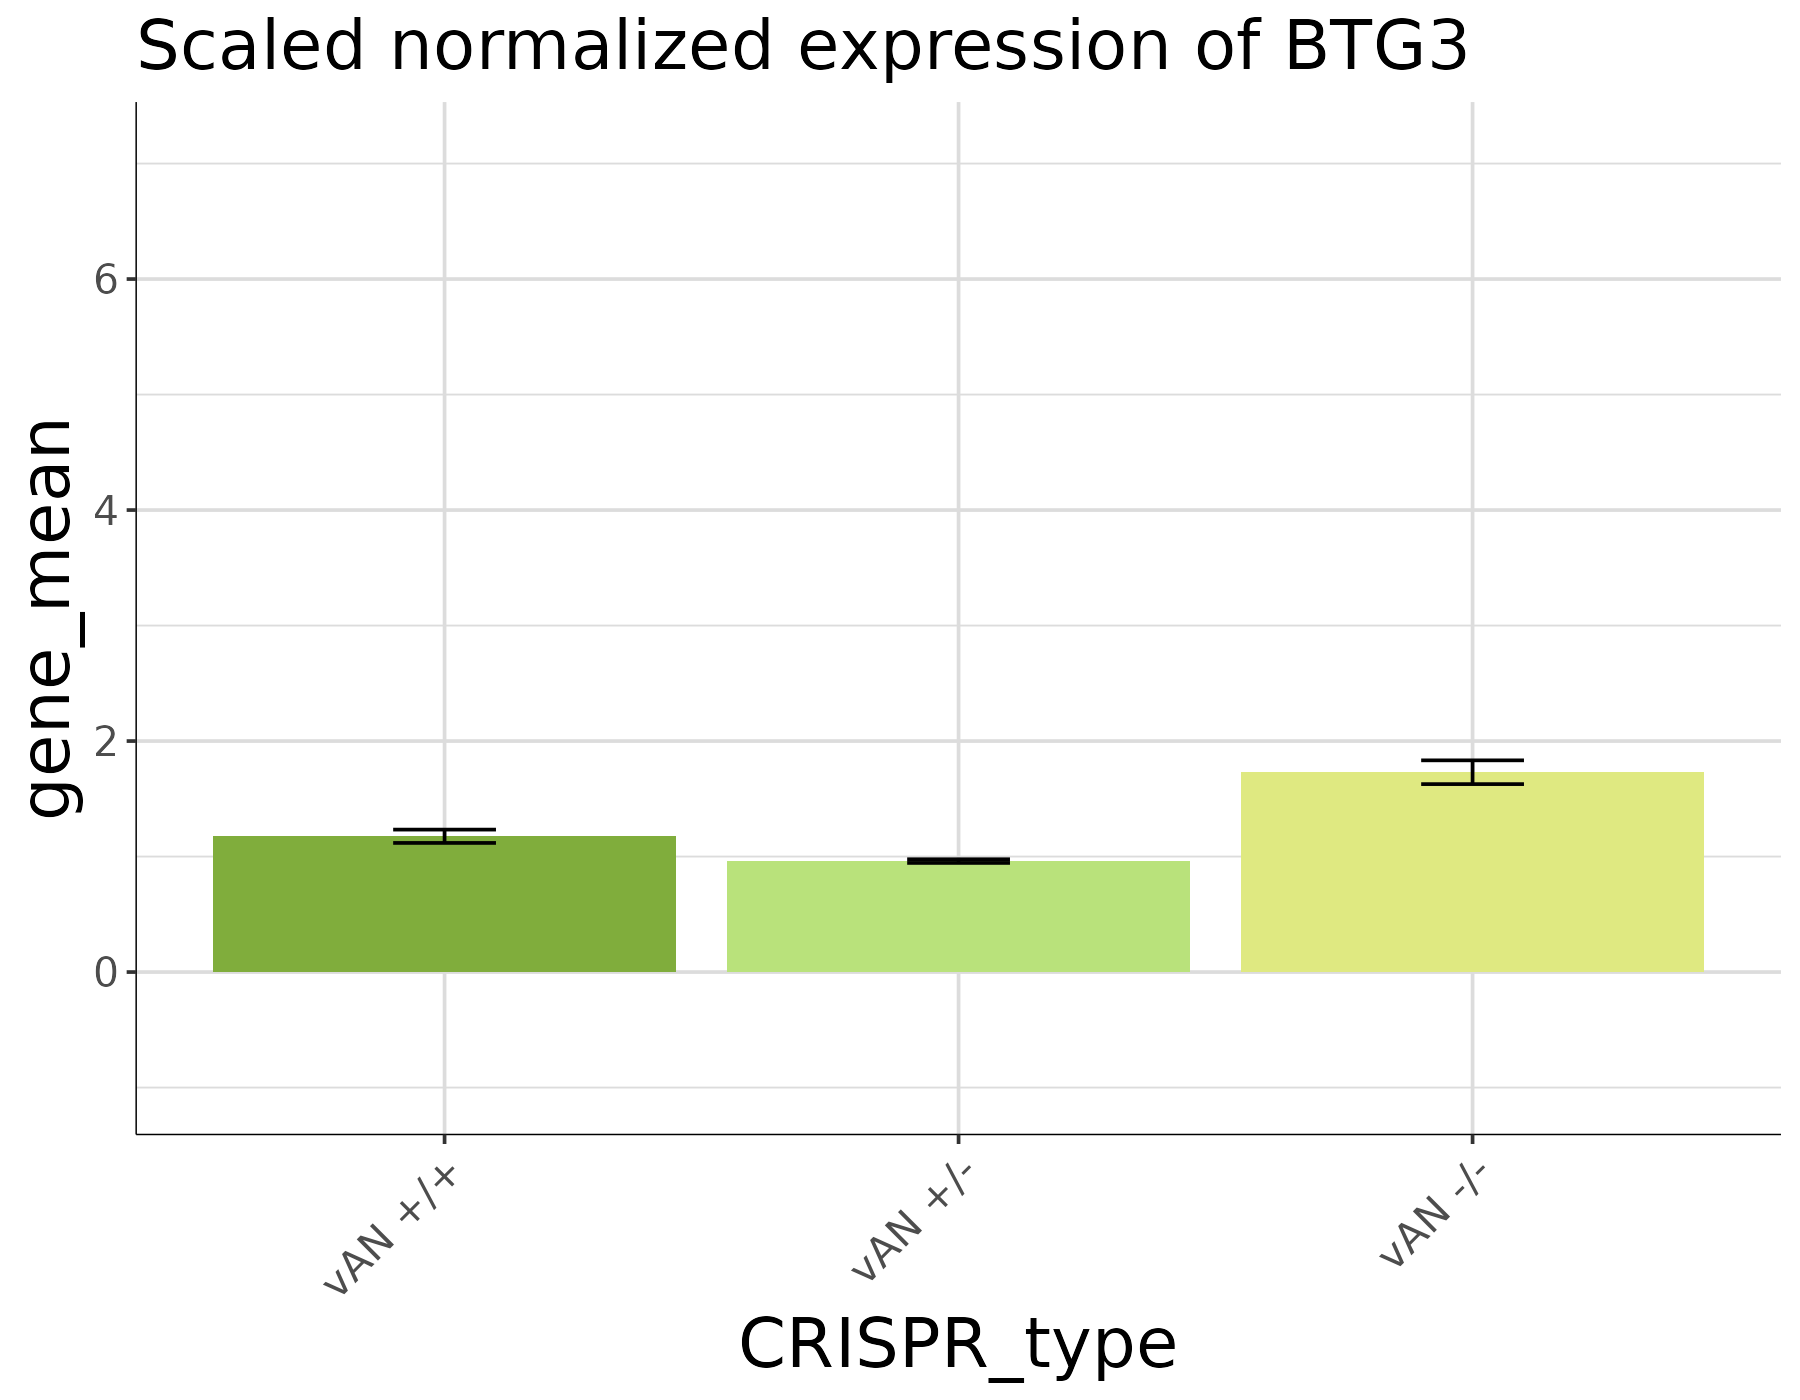 Scaled normalized expression of BTG3
gene_mean
6
4
2
0
vAN +/+
vAN +/-
vAN -/-
CRISPR_type